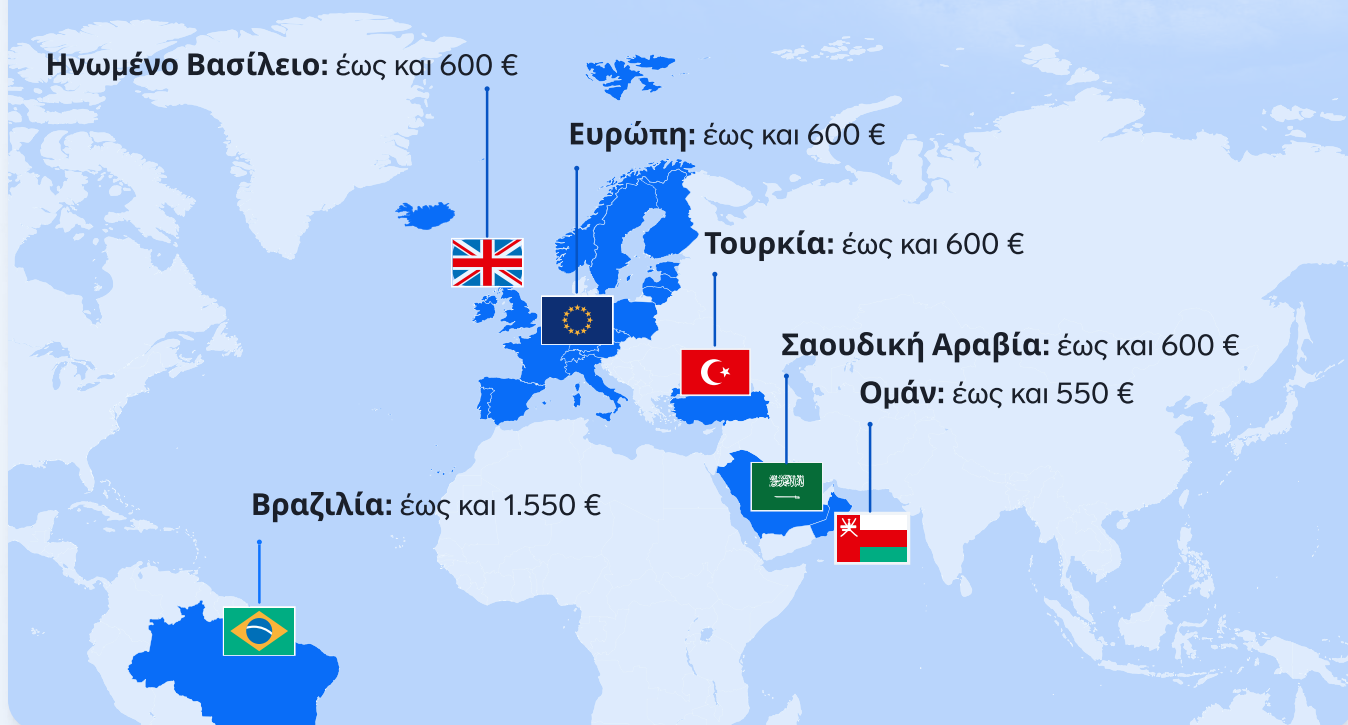 Ηνωμένο Βασίλειο: έως και 600 €
Ευρώπη: έως και 600 €
Τουρκία: έως και 600 €
Σαουδική Αραβία: έως και 600 €
Ομάν: έως και 550 €
Βραζιλία: έως και 1.550 €